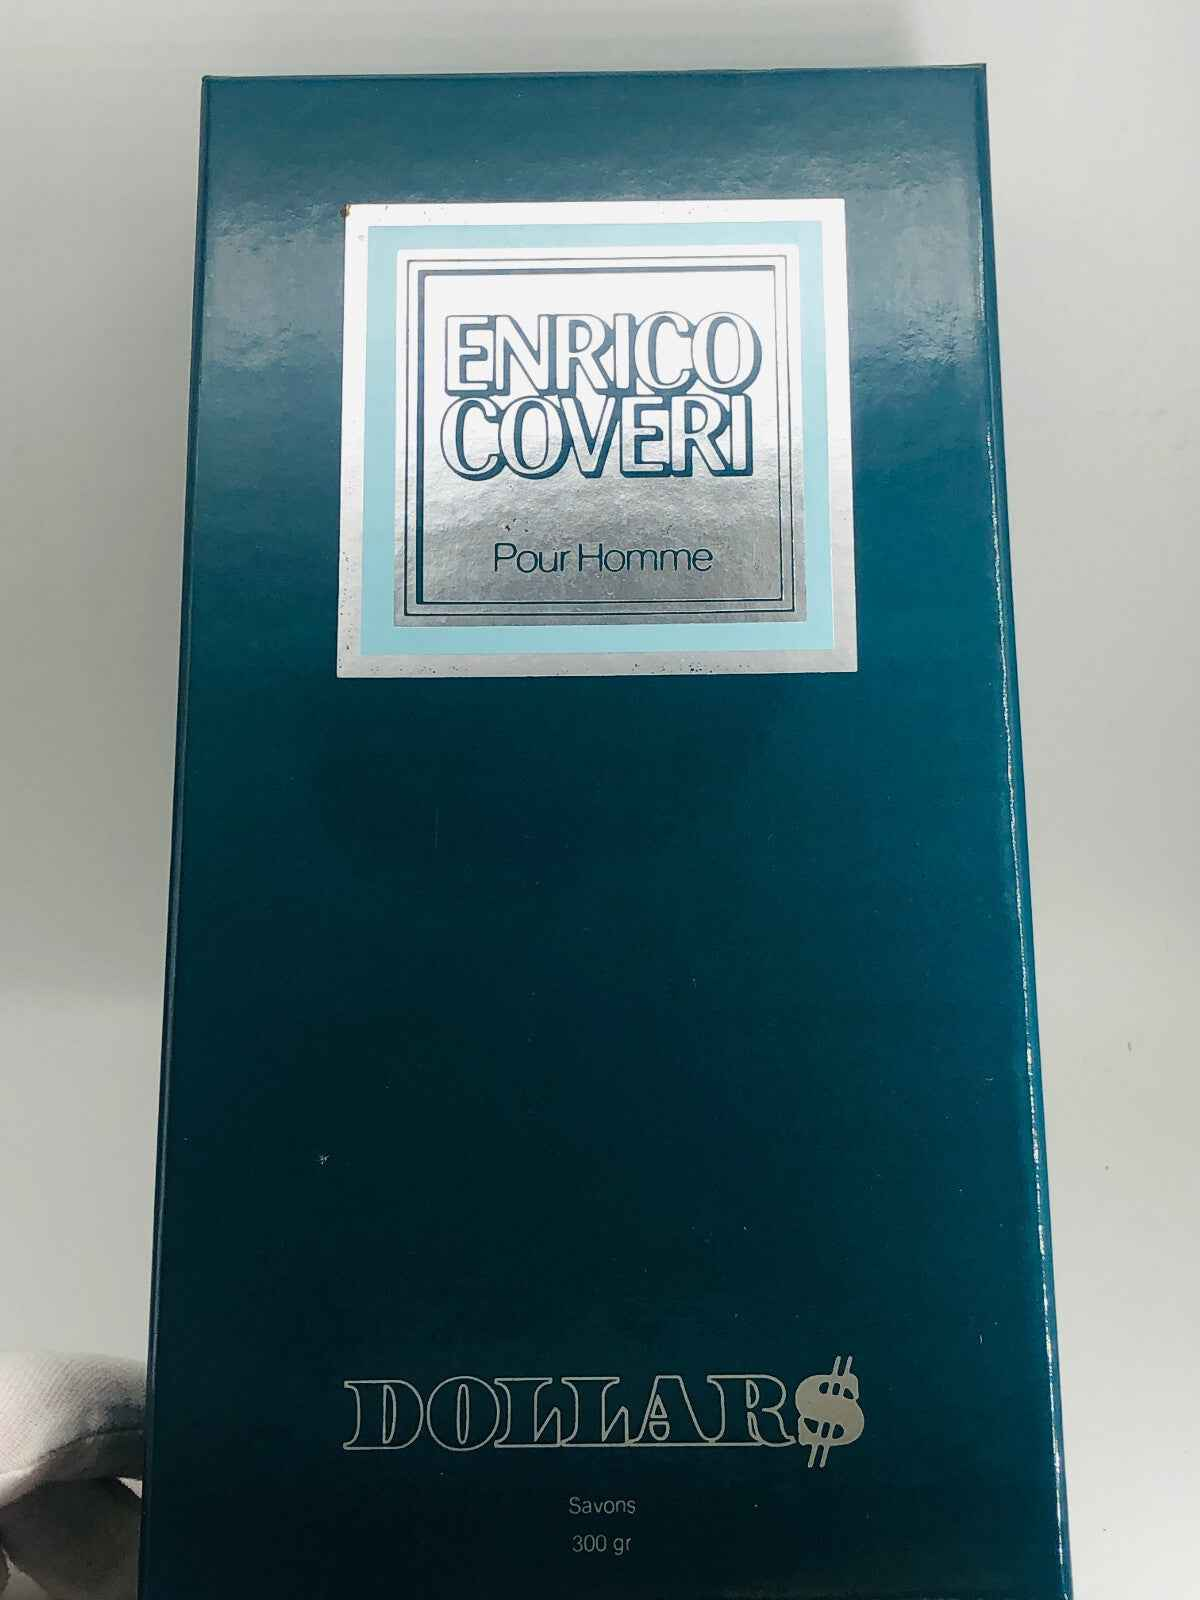 ENRICO
COVERI
Pour Homme
DOLLAR$
Savons
300 gr